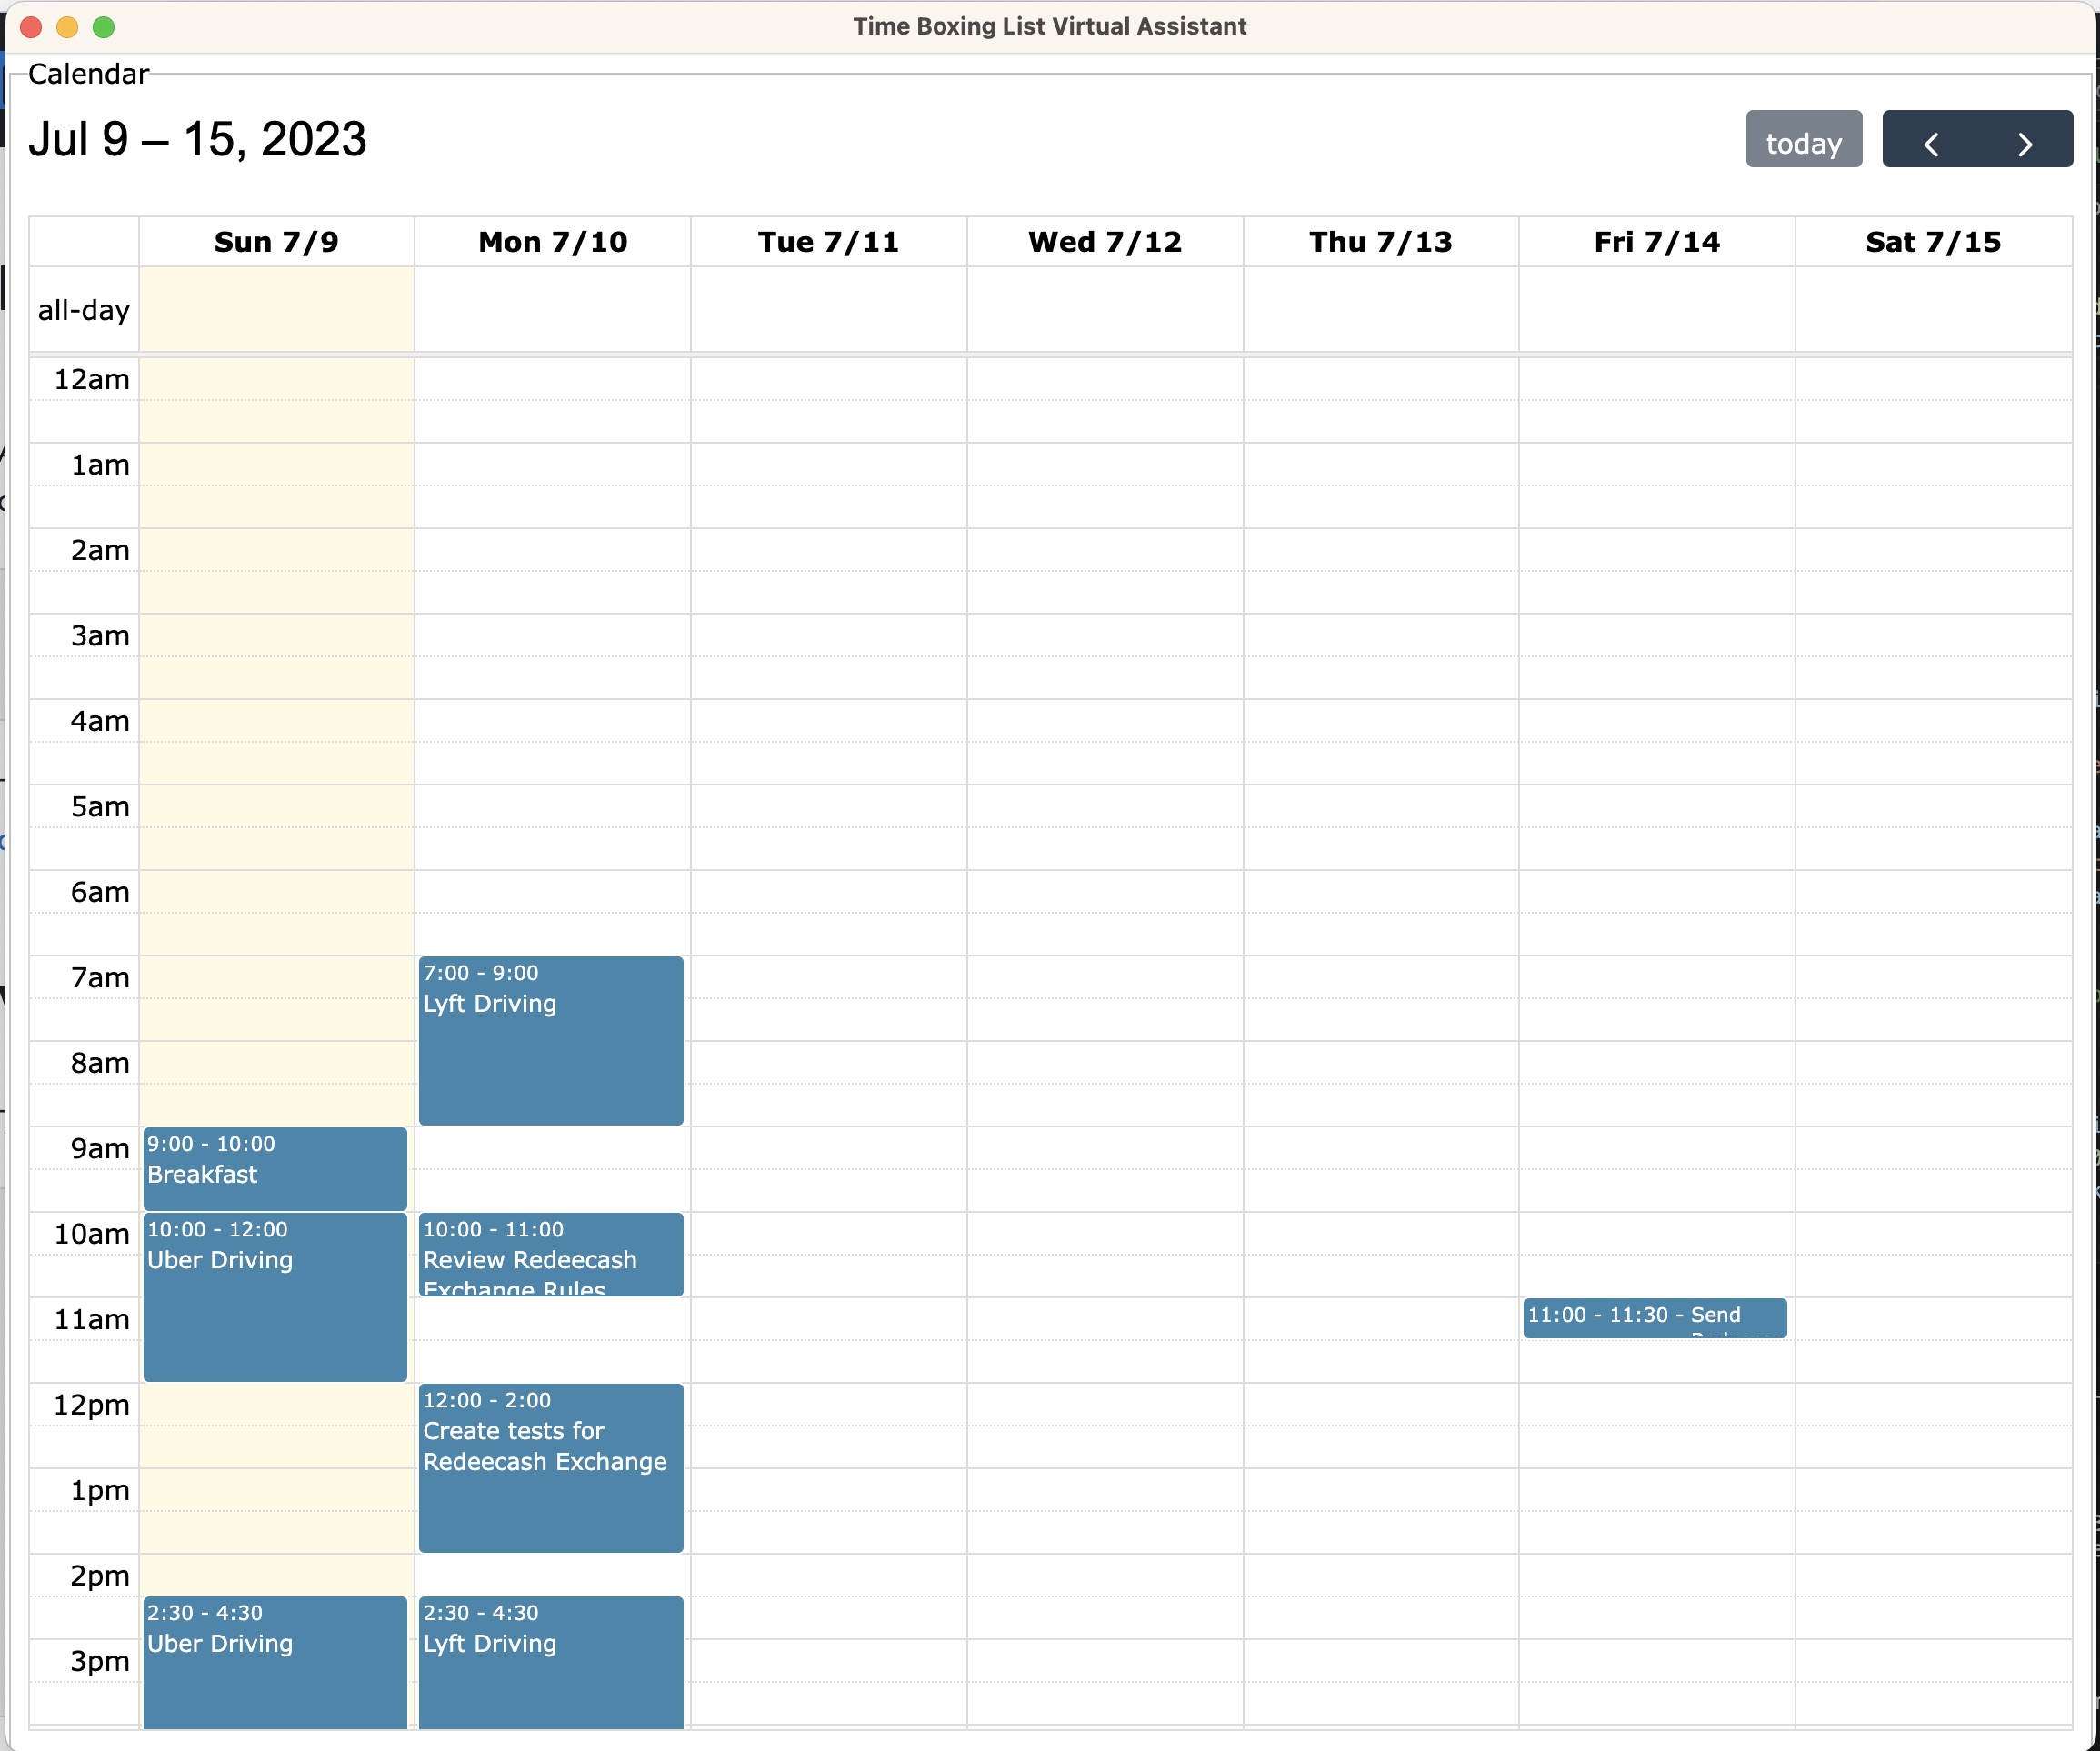 Time Boxing List Virtual Assistant
Calendar
Jul 9 – 15, 2023
today
Sun 7/9 Mon 7/10 Tue 7/11 Wed 7/12 Thu 7/13 Fri 7/14 Sat 7/15
all-day
12am
1am
2am
3am
4am
5am
6am
7am
7:00 - 9:00
Lyft Driving
8am
9am
9:00 - 10:00
Breakfast
10am
10:00 - 12:00
Uber Driving
10:00 - 11:00
Review Redeecash
Exchange Rules
11am
11:00 - 11:30 - Send
12pm
12:00 - 2:00
Create tests for
Redeecash Exchange
1pm
2pm
2:30 - 4:30
Uber Driving
2:30 - 4:30
Lyft Driving
3pm